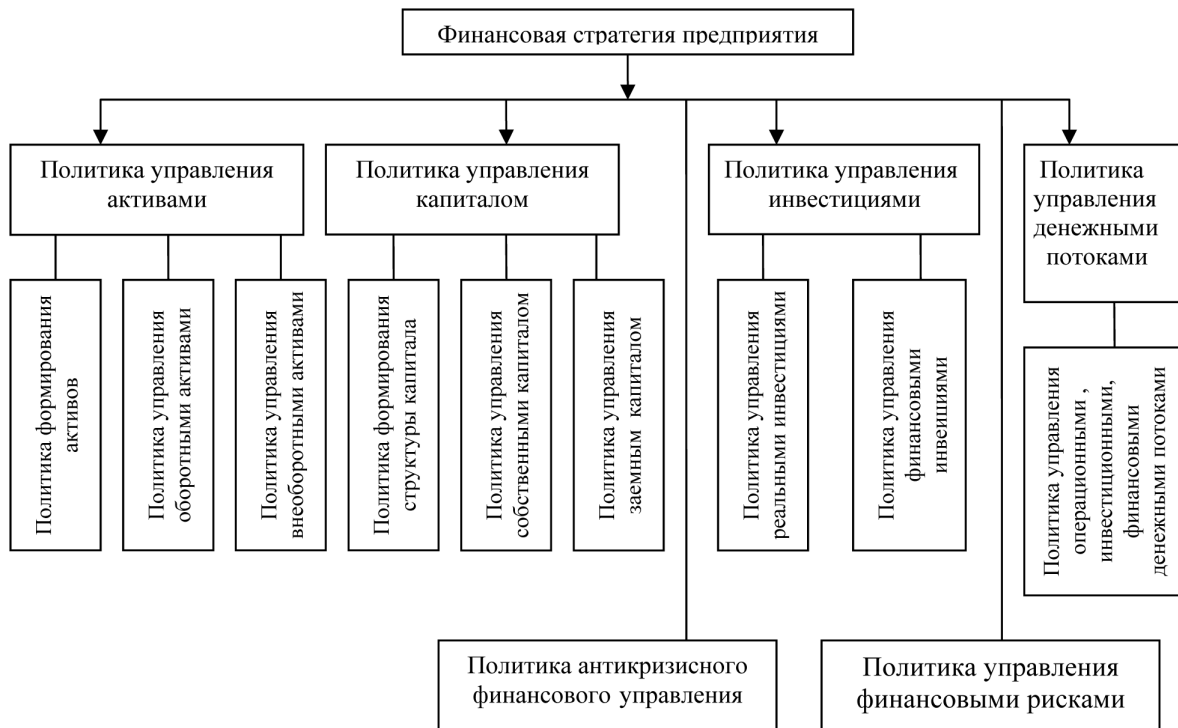 Финансовая стратегия предприятия
Политика управления
активами
Политика управления
капиталом
Политика управления
инвестициями
Политика
управления
денежными
потоками
Политика формирования
активов
Политика управления
оборотными активами
Политика управления
внеоборотными активами
Политика формирования
структуры капитала
Политика управления
собственными капиталом
Политика управления
заемным капиталом
Политика управления
реальными инвестициями
Политика управления
финансовыми
инвеишиями
Политика управления
операционными ,
инвестиционными,
финансовыми
денежными потоками
Политика антикризисного
финансового управления
Политика управления
финансовыми рисками